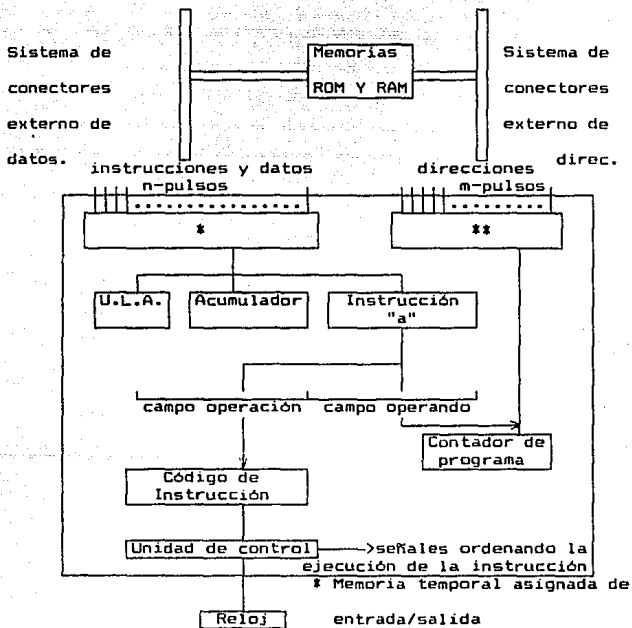 Sistema de
conectores
externo de
datos.
Memorias
ROM Y RAM
Sistema de
conectores
externo de
direc.
instrucciones y datos
n-pulsos
direcciones
m-pulsos
*
**
U.L.A.
Acumulador
Instrucción
"a"
campo operación
campo operando
Contador de
programa
Código de
Instrucción
Unidad de control
->señales ordenando la
ejecución de la instrucción
* Memoria temporal asignada de
Reloj
entrada/salida